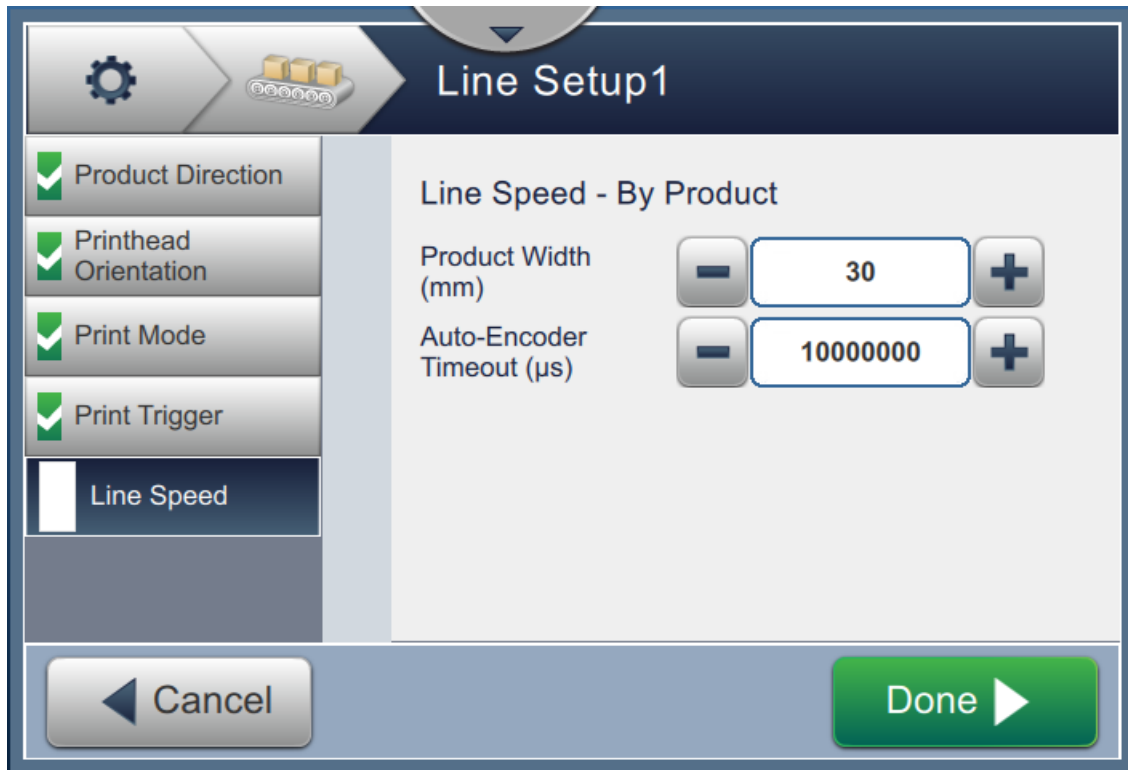 Line Setup1
Product Direction
Printhead
Orientation
Print Mode
Print Trigger
Line Speed
Line Speed - By Product
Product Width
(mm)
30
Auto-Encoder
Timeout (µs)
10000000
Cancel
Done